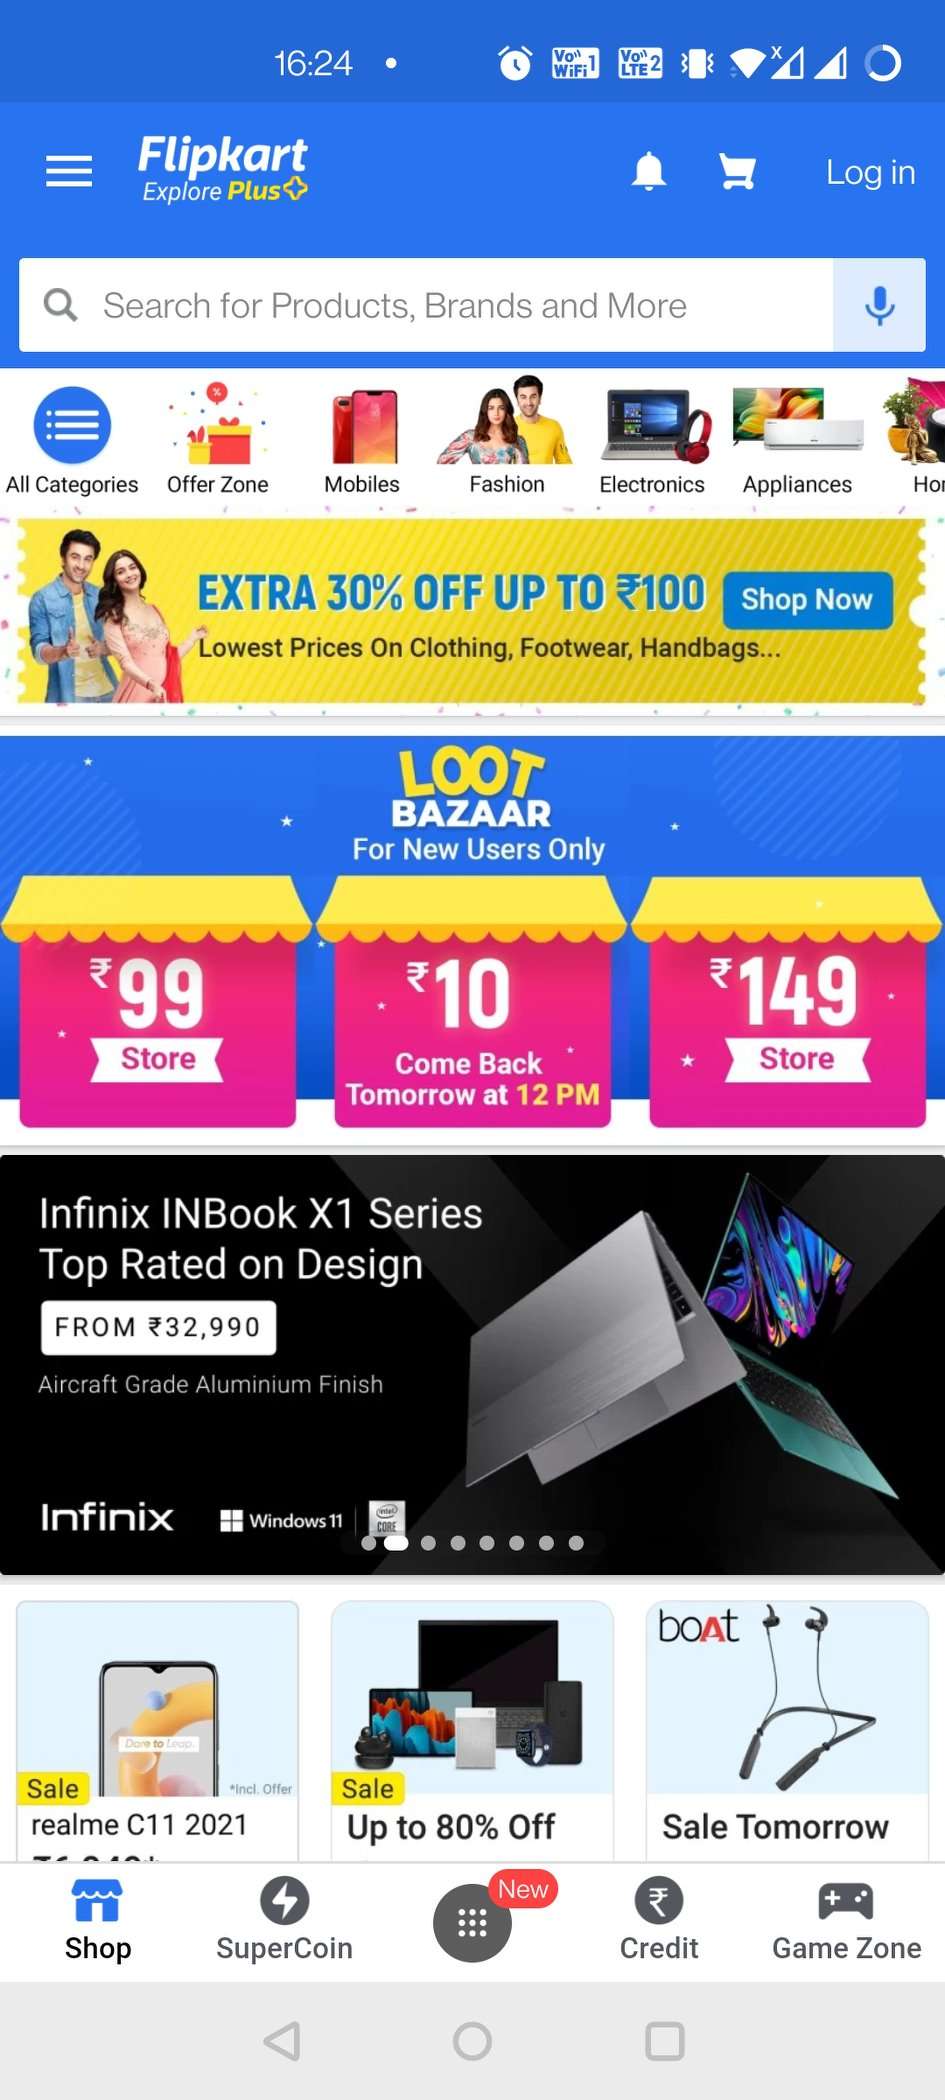 16:24
Vo WiFi 1
Vo LTE 2
x
Flipkart
Explore Plus
Log in
Search for Products, Brands and More
%
All Categories
Offer Zone
Mobiles
Fashion
Electronics
Appliances
Hor
EXTRA 30% OFF UP TO ₹100
Shop Now
Lowest Prices On Clothing, Footwear, Handbags...
LOOT
BAZAAR
For New Users Only
₹99
Store
₹10
Come Back
Tomorrow at 12 PM
₹149
Store
Infinix INBook X1 Series
Top Rated on Design
FROM ₹32,990
Aircraft Grade Aluminium Finish
Infinix
Windows 11
intel
CORE
Dare to Leap.
Sale
*Incl. Offer
realme C11 2021
Sale
Up to 80% Off
boAt
Sale Tomorrow
Shop
SuperCoin
New
Credit
Game Zone